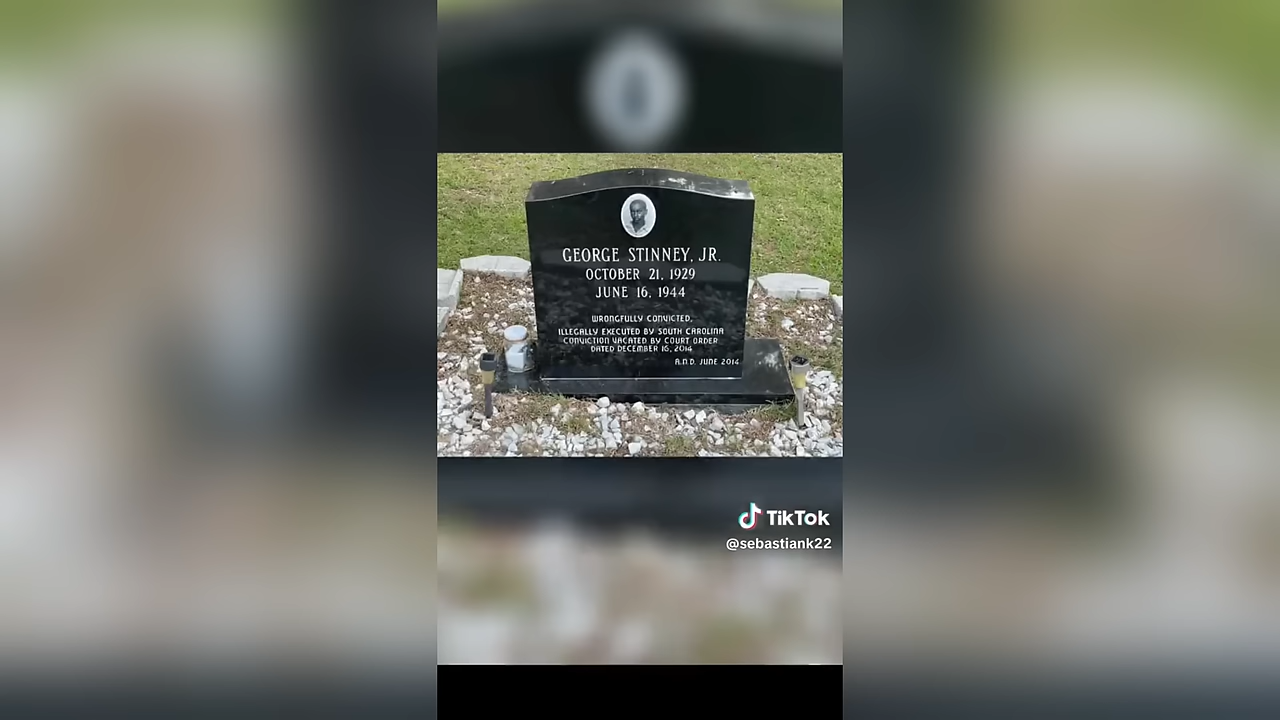 GEORGE STINNEY, JR.
OCTOBER 21, 1929
JUNE 16, 1944
WRONGFULLY CONVICTED,
ILLEGALLY EXECUTED BY SOUTH CAROLINA
CONVICTION VACATED BY COURT ORDER
DATED DECEMBER 16, 2014
A.N.D. JUNE 2014
TikTok
@sebastiank22